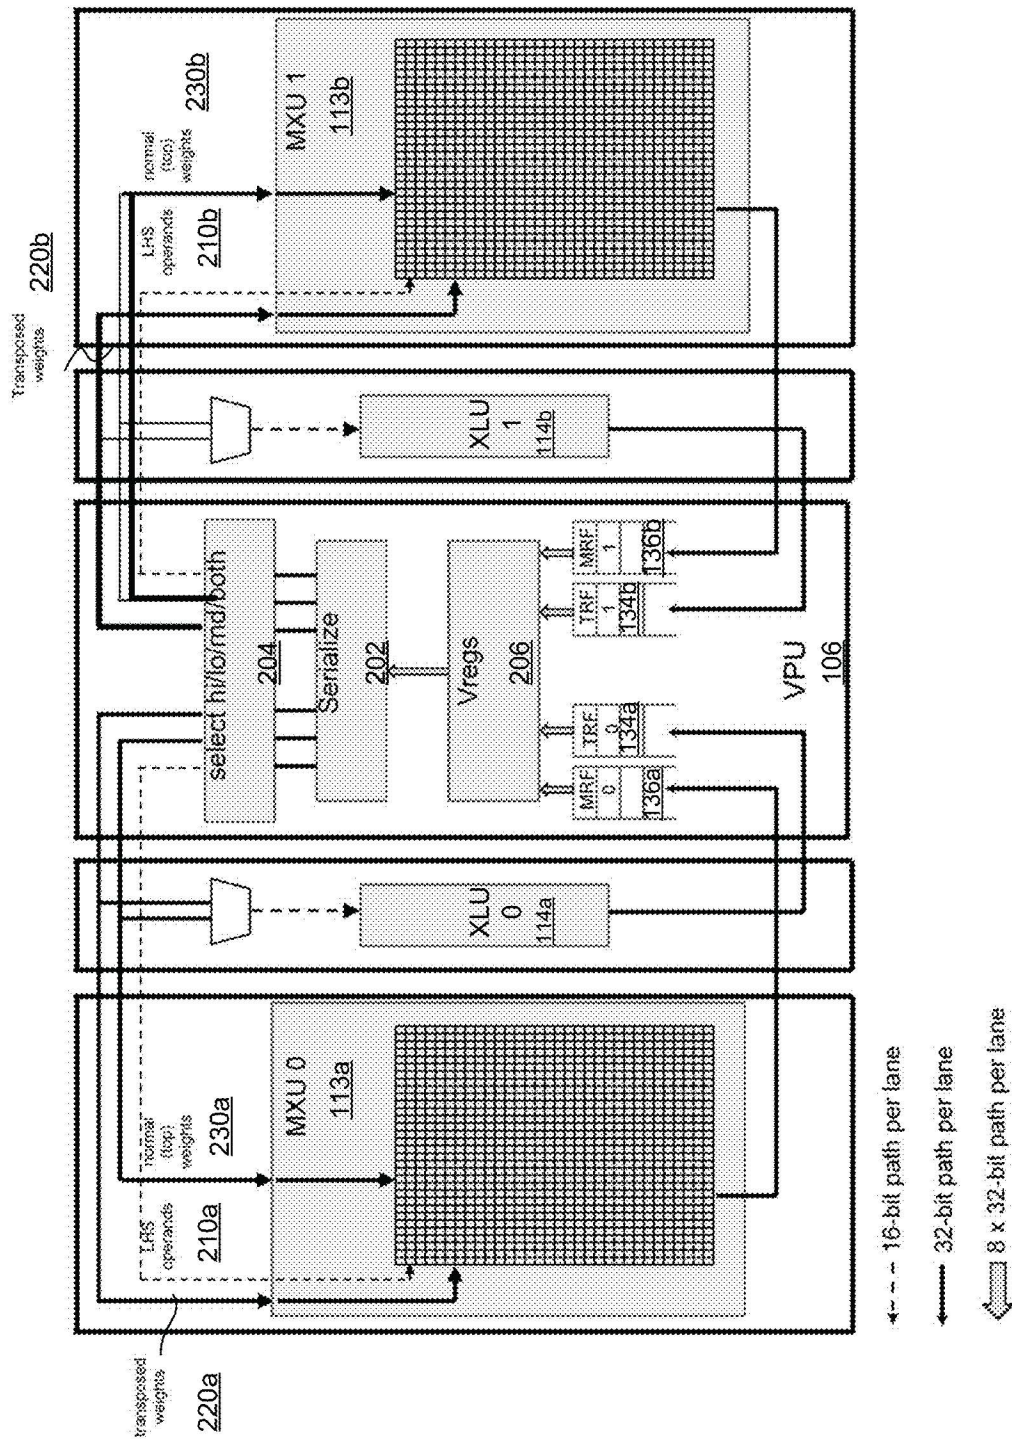 transposed
weights
220a
LHS
operands
210a
normal
(top)
weights
230a
MXU 0
113a
XLU
0
114a
select hi/lo/rnd/both
204
Serialize
202
Vregs
206
MRF
0
136a
TRF
0
134a
TRF
1
134b
MRF
1
136b
VPU
106
XLU
1
114b
Transposed
weights
220b
LHS
operands
210b
normal
(top)
weights
230b
MXU 1
113b
16-bit path per lane
32-bit path per lane
8 x 32-bit path per lane